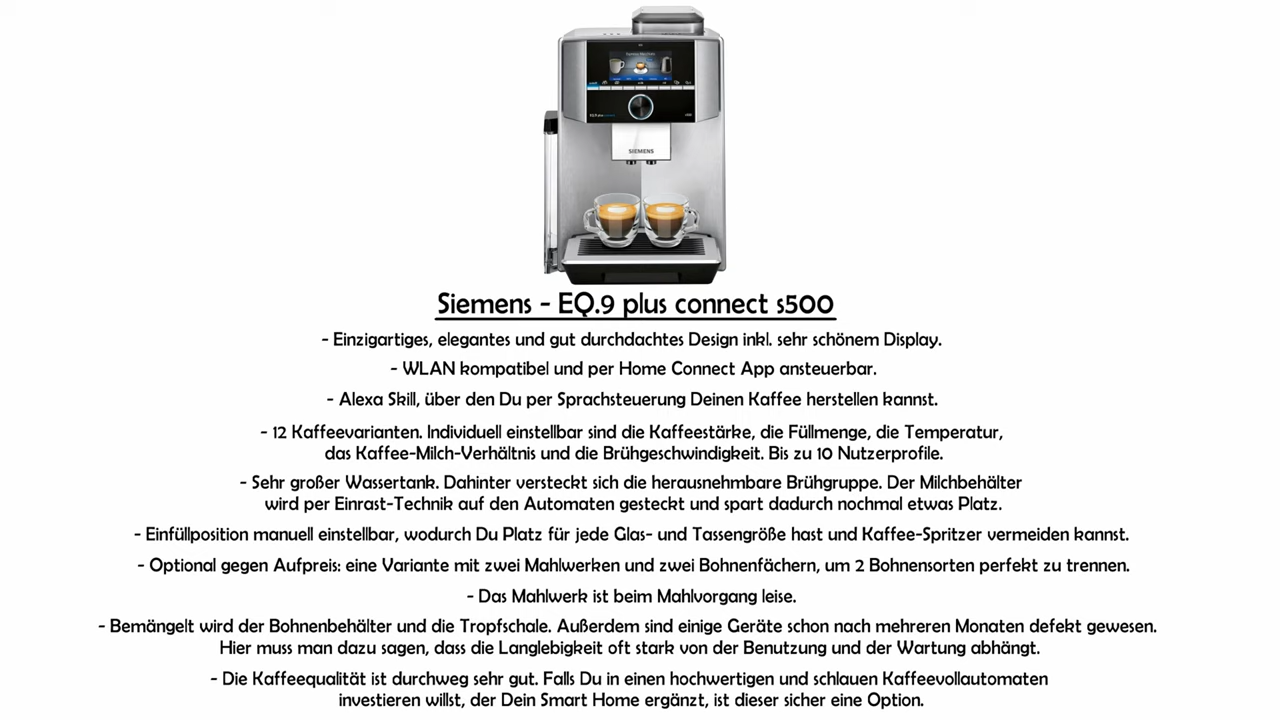 SIEMENS
Siemens - EQ.9 plus connect s500
- Einzigartiges, elegantes und gut durchdachtes Design inkl. sehr schönem Display.
- WLAN kompatibel und per Home Connect App ansteuerbar.
- Alexa Skill, über den Du per Sprachsteuerung Deinen Kaffee herstellen kannst.
- 12 Kaffeevarianten. Individuell einstellbar sind die Kaffeestärke, die Füllmenge, die Temperatur,
das Kaffee-Milch-Verhältnis und die Brühgeschwindigkeit. Bis zu 10 Nutzerprofile.
- Sehr großer Wassertank. Dahinter versteckt sich die herausnehmbare Brühgruppe. Der Milchbehälter
wird per Einrast-Technik auf den Automaten gesteckt und spart dadurch nochmal etwas Platz.
- Einfüllposition manuell einstellbar, wodurch Du Platz für jede Glas- und Tassengröße hast und Kaffee-Spritzer vermeiden kannst.
- Optional gegen Aufpreis: eine Variante mit zwei Mahlwerken und zwei Bohnenfächern, um 2 Bohnensorten perfekt zu trennen.
- Das Mahlwerk ist beim Mahlvorgang leise.
- Bemängelt wird der Bohnenbehälter und die Tropfschale. Außerdem sind einige Geräte schon nach mehreren Monaten defekt gewesen.
Hier muss man dazu sagen, dass die Langlebigkeit oft stark von der Benutzung und der Wartung abhängt.
- Die Kaffeequalität ist durchweg sehr gut. Falls Du in einen hochwertigen und schlauen Kaffeevollautomaten
investieren willst, der Dein Smart Home ergänzt, ist dieser sicher eine Option.